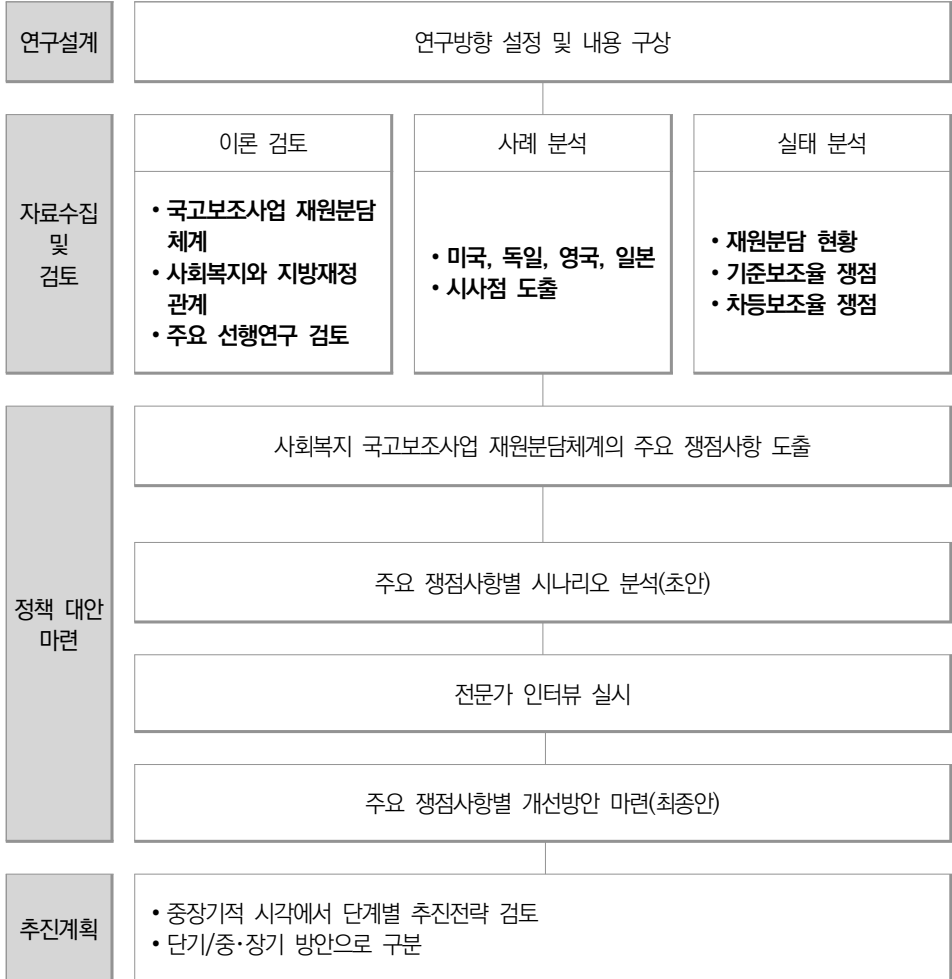 연구설계
연구방향 설정 및 내용 구상
자료수집
및
검토
이론 검토
• 국고보조사업 재원분담
체계
• 사회복지와 지방재정
관계
• 주요 선행연구 검토
사례 분석
• 미국, 독일, 영국, 일본
• 시사점 도출
실태 분석
• 재원분담 현황
• 기준보조율 쟁점
• 차등보조율 쟁점
정책 대안
마련
사회복지 국고보조사업 재원분담체계의 주요 쟁점사항 도출
주요 쟁점사항별 시나리오 분석(초안)
전문가 인터뷰 실시
주요 쟁점사항별 개선방안 마련(최종안)
추진계획
• 중장기적 시각에서 단계별 추진전략 검토
• 단기/중·장기 방안으로 구분